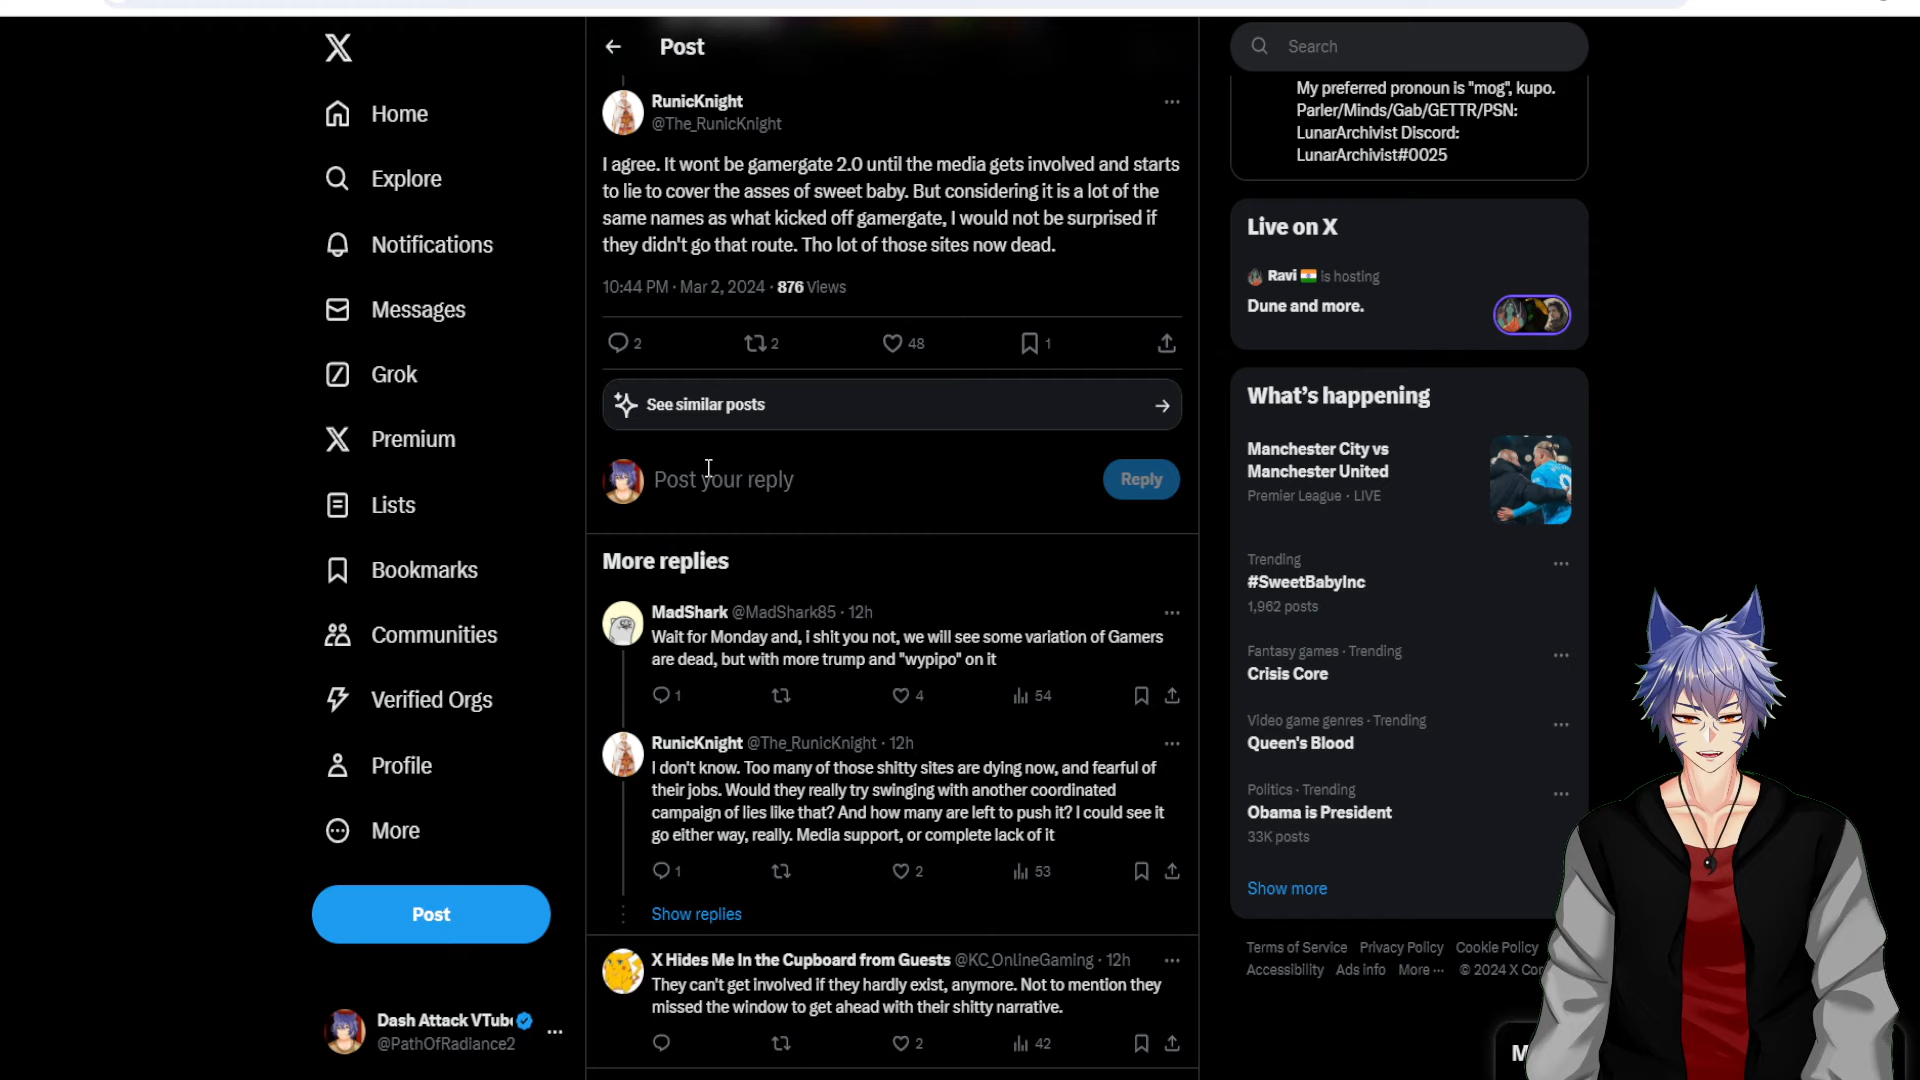 Home
Explore
Notifications
Messages
Grok
Premium
Lists
Bookmarks
Communities
Verified Orgs
Profile
More
Post
Dash Attack VTub
@PathOfRadiance2
Post
RunicKnight
@The_RunicKnight
I agree. It wont be gamergate 2.0 until the media gets involved and starts
to lie to cover the asses of sweet baby. But considering it is a lot of the
same names as what kicked off gamergate, I would not be surprised if
they didn't go that route. Tho lot of those sites now dead.
10:44 PM · Mar 2, 2024 · 876 Views
2 2 48 1
See similar posts
Post your reply
Reply
More replies
MadShark @MadShark85 · 12h
Wait for Monday and, i shit you not, we will see some variation of Gamers
are dead, but with more trump and "wypipo" on it
1 4 54
RunicKnight @The_RunicKnight · 12h
I don't know. Too many of those shitty sites are dying now, and fearful of
their jobs. Would they really try swinging with another coordinated
campaign of lies like that? And how many are left to push it? I could see it
go either way, really. Media support, or complete lack of it
1 2 53
Show replies
X Hides Me In the Cupboard from Guests @KC_OnlineGaming · 12h
They can't get involved if they hardly exist, anymore. Not to mention they
missed the window to get ahead with their shitty narrative.
2 42
Search
My preferred pronoun is "mog", kupo.
Parler/Minds/Gab/GETTR/PSN:
LunarArchivist Discord:
LunarArchivist#0025
Live on X
Ravi is hosting
Dune and more.
What's happening
Manchester City vs
Manchester United
Premier League · LIVE
Trending
#SweetBabyInc
1,962 posts
Fantasy games · Trending
Crisis Core
Video game genres · Trending
Queen's Blood
Politics · Trending
Obama is President
33K posts
Show more
Terms of Service Privacy Policy Cookie Policy
Accessibility Ads info More ··· © 2024 X Cor
M